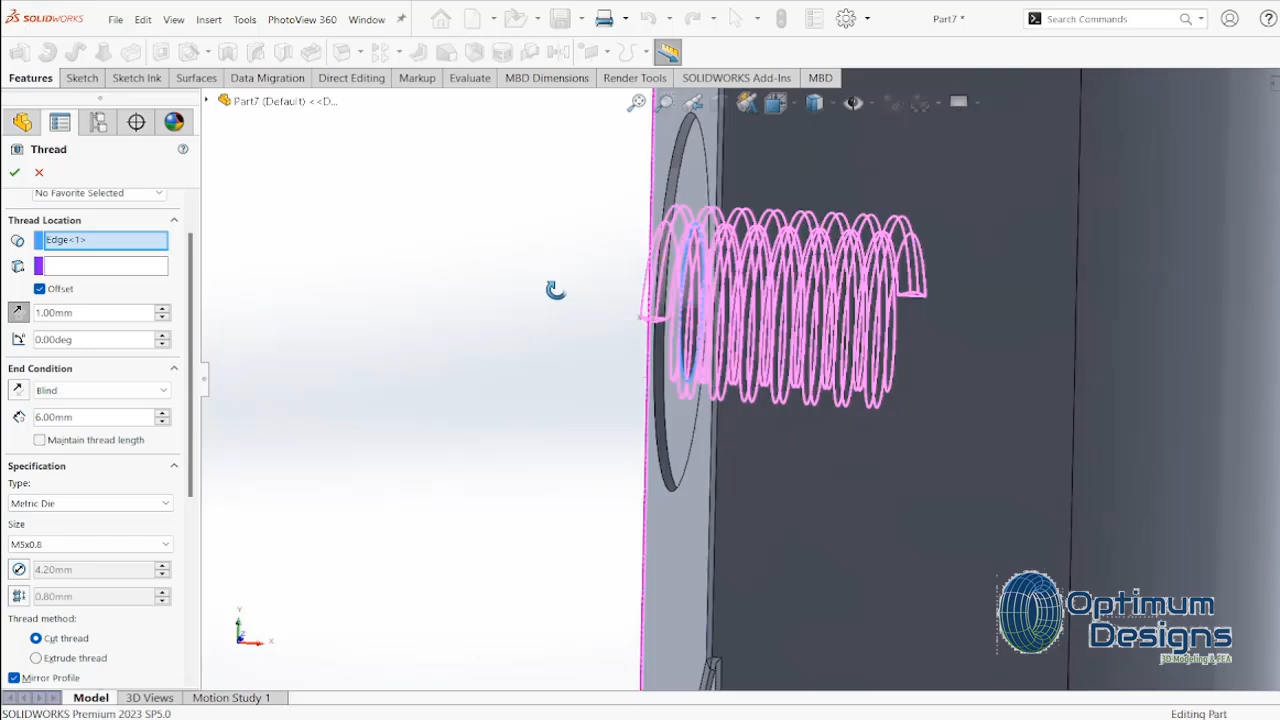 SOLIDWORKS File Edit View Insert Tools PhotoView 360 Window Part7 * Search Commands
Features Sketch Sketch Ink Surfaces Data Migration Direct Editing Markup Evaluate MBD Dimensions Render Tools SOLIDWORKS Add-Ins MBD
Part7 (Default) <<D...
Thread
No Favorite Selected
Thread Location
Edge<1>
Offset
1.00mm
0.00deg
End Condition
Blind
6.00mm
Maintain thread length
Specification
Type:
Metric Die
Size
M5x0.8
4.20mm
0.80mm
Thread method:
Cut thread
Extrude thread
Mirror Profile
Y
Z
X
Optimum
Designs
3D Modeling & FEA
Model 3D Views Motion Study 1
SOLIDWORKS Premium 2023 SP5.0 Editing Part